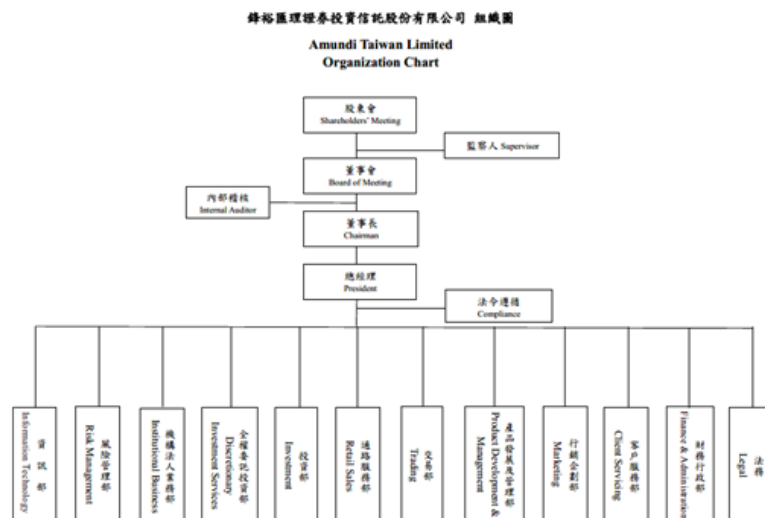 鋒裕匯理證券投資信託股份有限公司 組織圖
Amundi Taiwan Limited
Organization Chart
股東會
Shareholders' Meeting
監察人 Supervisor
董事會
Board of Meeting
內部稽核
Internal Auditor
董事長
Chairman
總經理
President
法令遵循
Compliance
資訊部
Information Technology
風險管理部
Risk Management
機構法人業務部
Institutional Business
全權委託投資部
Discretionary
Investment Services
投資部
Investment
通路服務部
Retail Sales
交易部
Trading
產品發展及管理部
Product Development &
Management
行銷企劃部
Marketing
客戶服務部
Client Servicing
財務行政部
Finance & Administration
法務
Legal